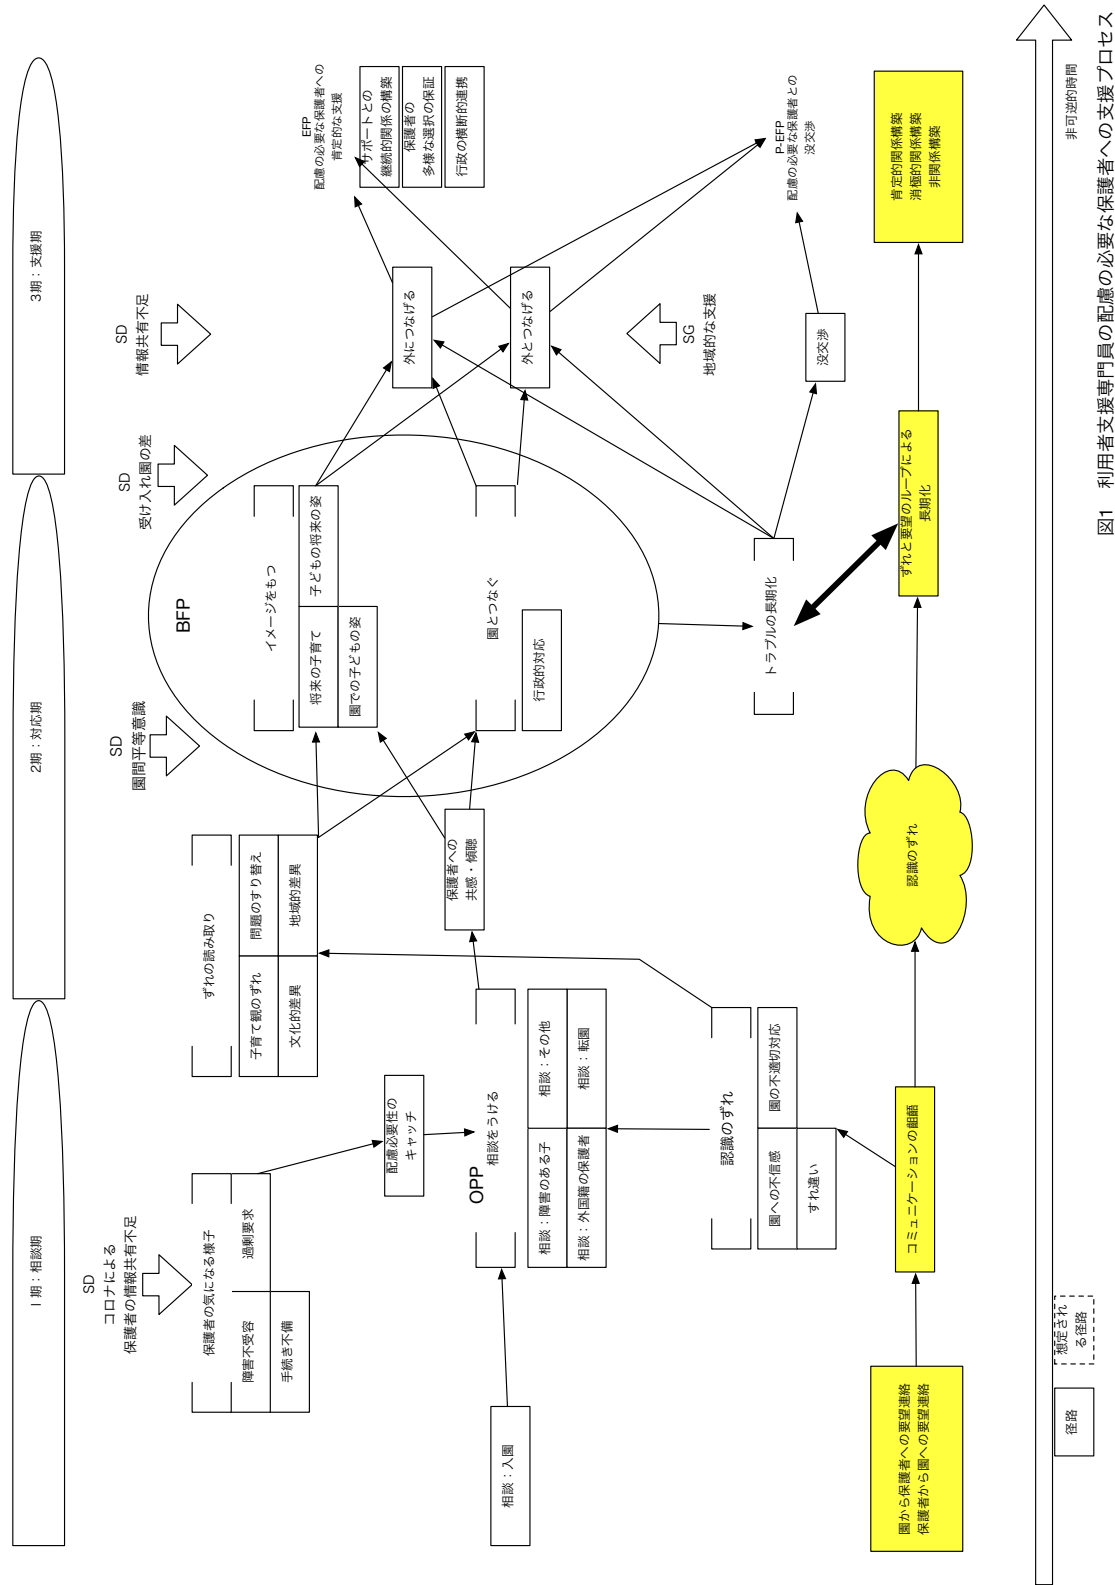 Ⅰ期：相談期
2期：対応期
3期：支援期
SD
コロナによる
保護者の情報共有不足
SD
園間平等意識
SD
受け入れ園の差
SD
情報共有不足
保護者の気になる様子
障害不受容
過剰要求
手続き不備
配慮必要性の
キャッチ
ずれの読み取り
子育て観のずれ
問題のすり替え
文化的差異
地域的差異
BFP
イメージをもつ
将来の子育て
子どもの将来の姿
園での子どもの姿
園とつなぐ
行政的対応
EFP
配慮の必要な保護者への
肯定的な支援
サポートとの
継続的関係の構築
保護者の
多様な選択の保証
行政の横断的連携
外につなげる
外とつなげる
相談：入園
OPP
相談をうける
相談：障害のある子
相談：その他
相談：外国籍の保護者
相談：転園
保護者への
共感・傾聴
認識のずれ
園への不信感
園の不適切対応
すれ違い
トラブルの長期化
SG
地域的な支援
没交渉
P-EFP
配慮の必要な保護者との
没交渉
園から保護者への要望連絡
保護者から園への要望連絡
コミュニケーションの齟齬
認識のずれ
ずれと要望のループによる
長期化
肯定的関係構築
消極的関係構築
非関係構築
径路
想定され
る径路
非可逆的時間
図1　利用者支援専門員の配慮の必要な保護者への支援プロセス